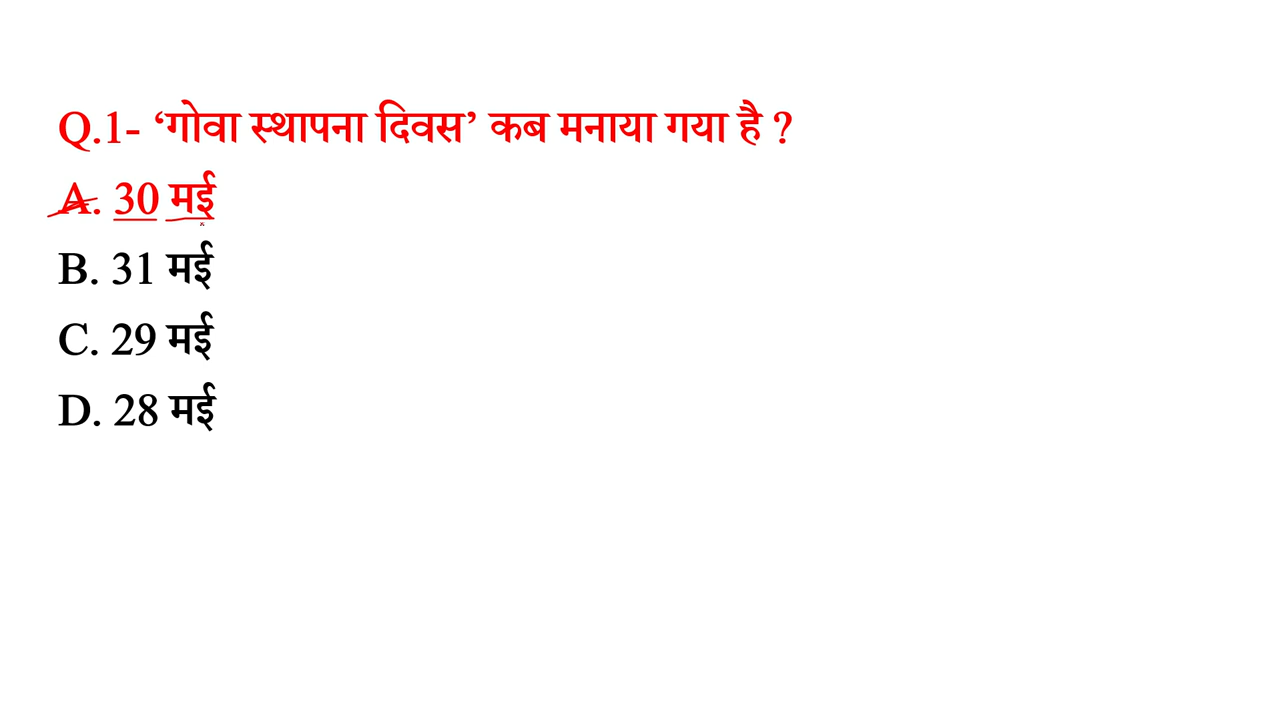 Q.1- ‘गोवा स्थापना दिवस’ कब मनाया गया है ?
A. 30 मई
B. 31 मई
C. 29 मई
D. 28 मई